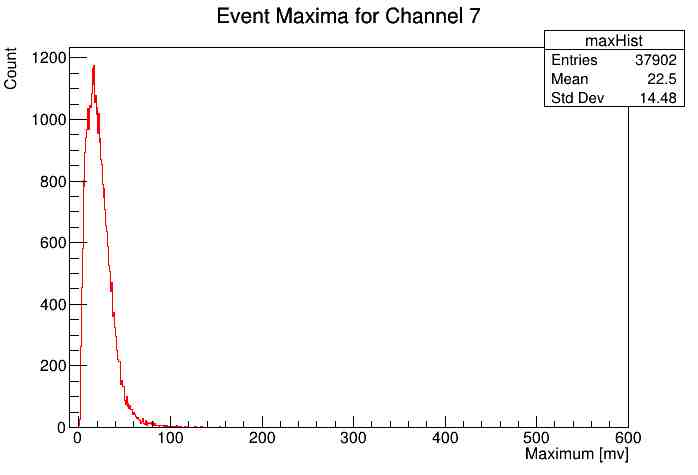 Event Maxima for Channel 7
maxHist
Entries 37902
Mean 22.5
Std Dev 14.48
Count
1200
1000
800
600
400
200
0
0 100 200 300 400 500 600
Maximum [mv]